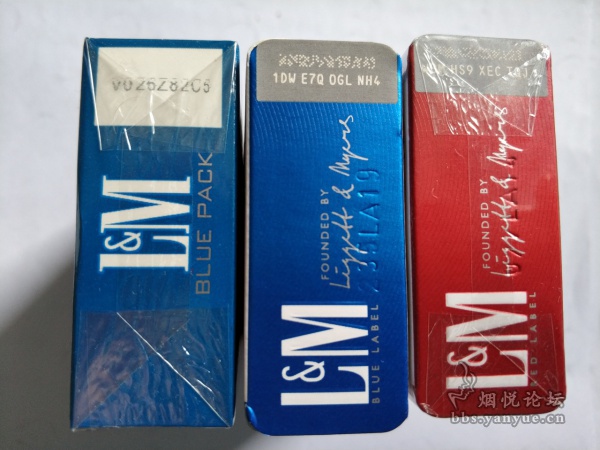 V026Z82C5
L&M
BLUE PACK
1DW E7Q OGL NH4
FOUNDED BY
Liggett & Myers
35LA19
L&M
BLUE LABEL
HS9 XEC
FOUNDED BY
Liggett & Myers
L&M
RED LABEL
烟悦论坛
bbs.yanyue.cn